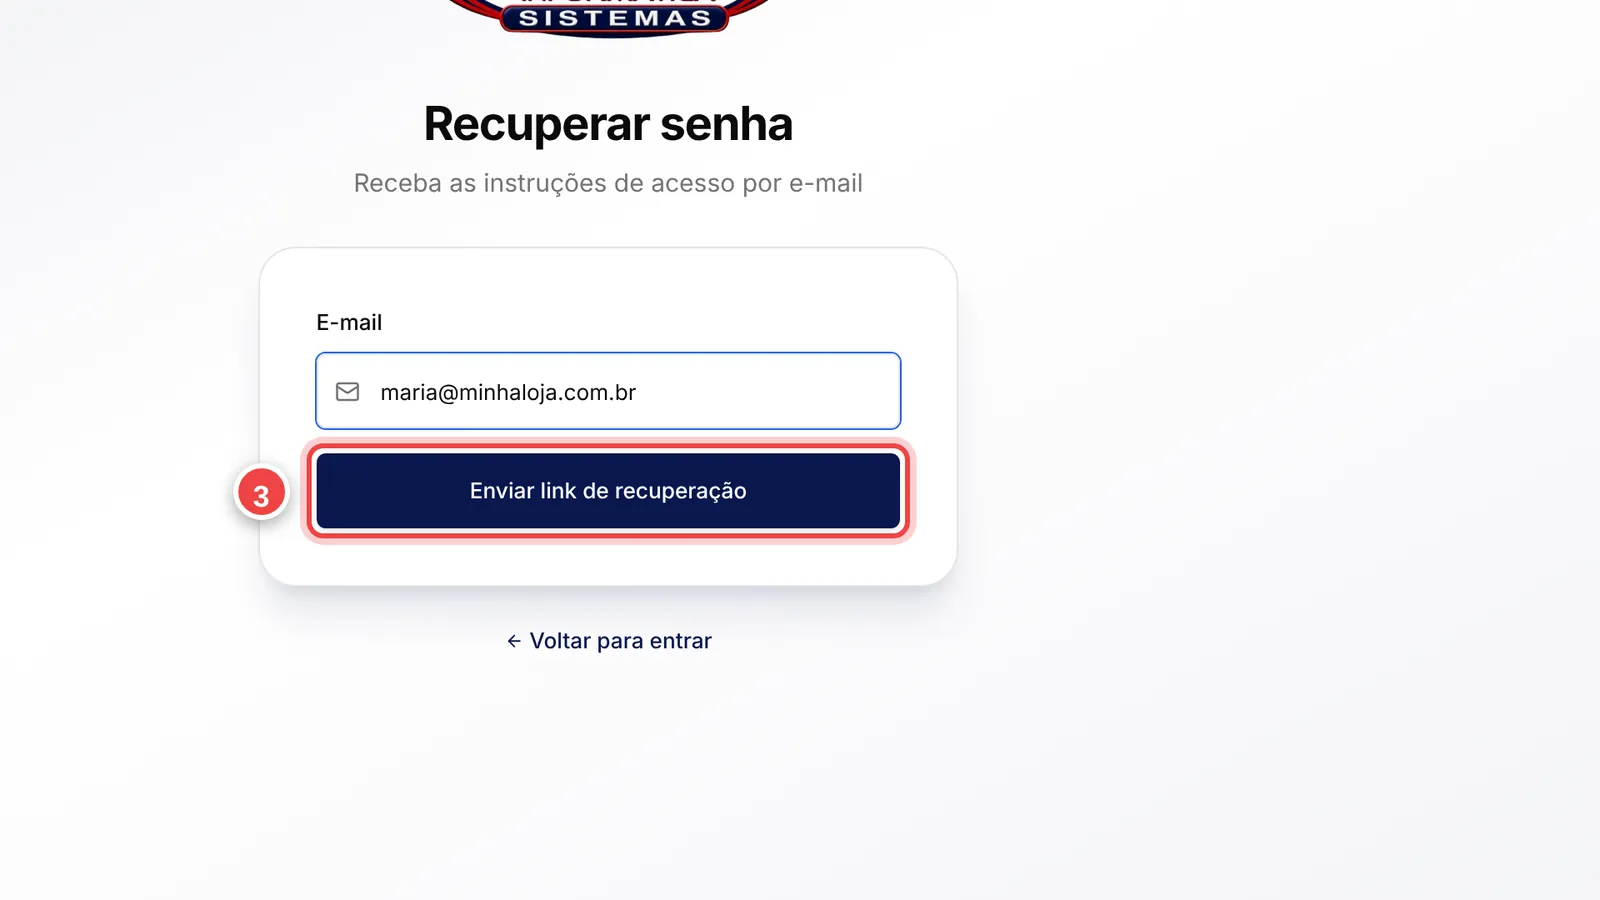 SISTEMAS
Recuperar senha
Receba as instruções de acesso por e-mail
E-mail
maria@minhaloja.com.br
3
Enviar link de recuperação
← Voltar para entrar